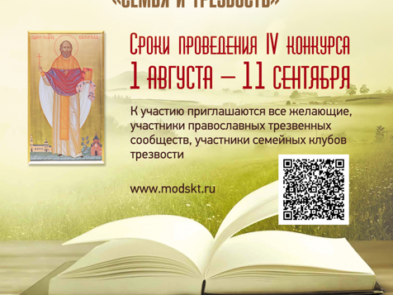 «СЕМЬЯ И ТРЕЗВОСТЬ»
Сроки проведения IV конкурса
1 августа – 11 сентября
К участию приглашаются все желающие,
участники православных трезвенных
сообществ, участники семейных клубов
трезвости
www.modskt.ru